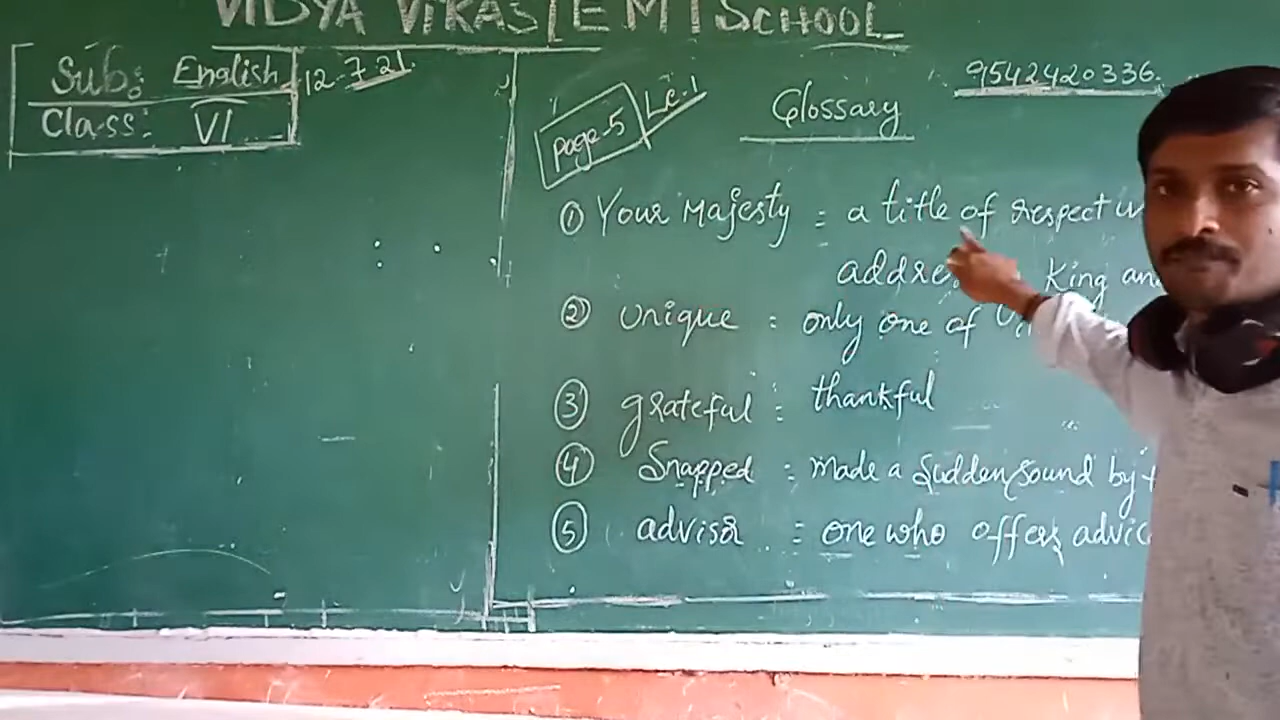 VIDYA VIKAS E M SCHOOL
Sub: English 12-7-21
Class: VI
Page-5 Le.1
Glossary
9542420336
① Your Majesty = a title of respect
King an
② unique : only one of
③ grateful : thankful
④ Snapped : made a Sudden sound by
⑤ advisor = one who offers advic